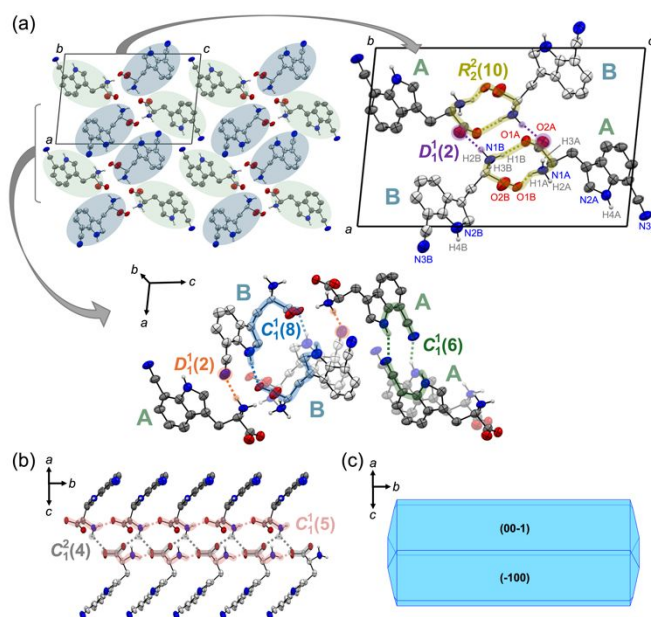 (a)
b
c
a
b
c
A
R₂²(10)
B
D₁¹(2)
O1A
O2A
N1B
H3A
A
H2B
H3B
H1B
N1A
H1A
H2A
B
O2B
O1B
N2A
H4A
a
N2B
H4B
N3B
N3A
b
c
a
B
A
C₁¹(8)
D₁¹(2)
C₁¹(6)
A
B
A
(b)
a
b
c
C₁¹(5)
C₁²(4)
(c)
a
b
c
(00-1)
(-100)